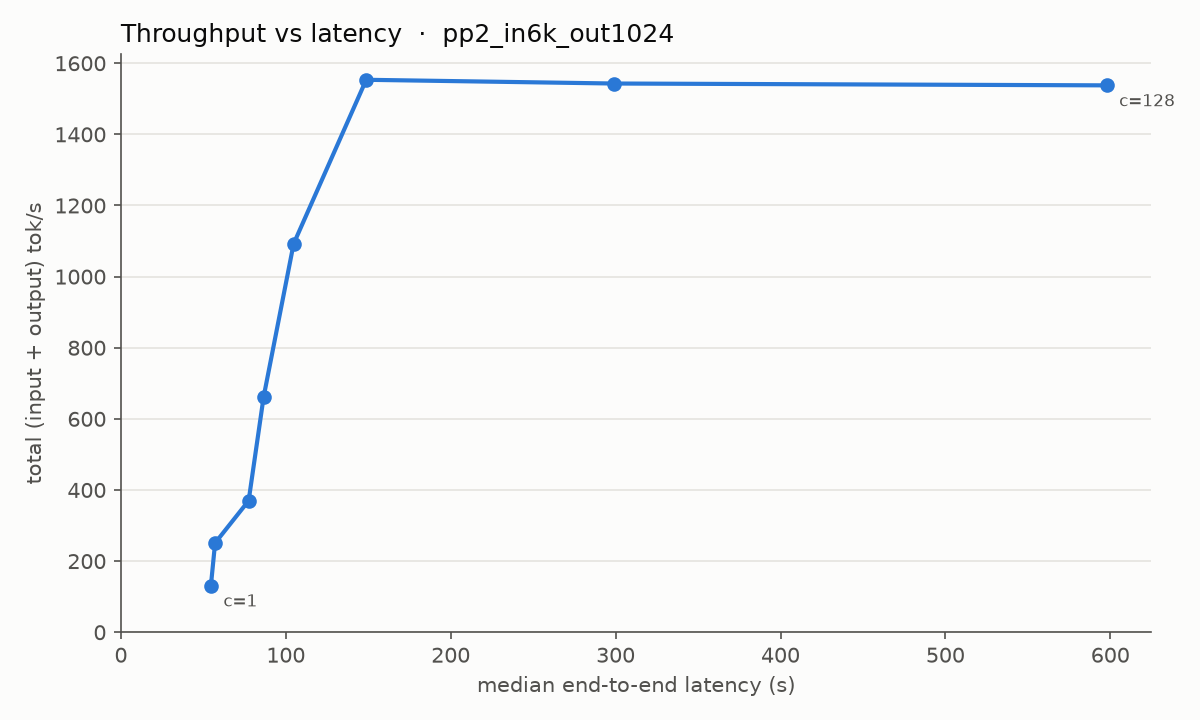 Throughput vs latency · pp2_in6k_out1024
1600
1400
1200
1000
800
600
400
200
0
total (input + output) tok/s
c=128
c=1
0 100 200 300 400 500 600
median end-to-end latency (s)